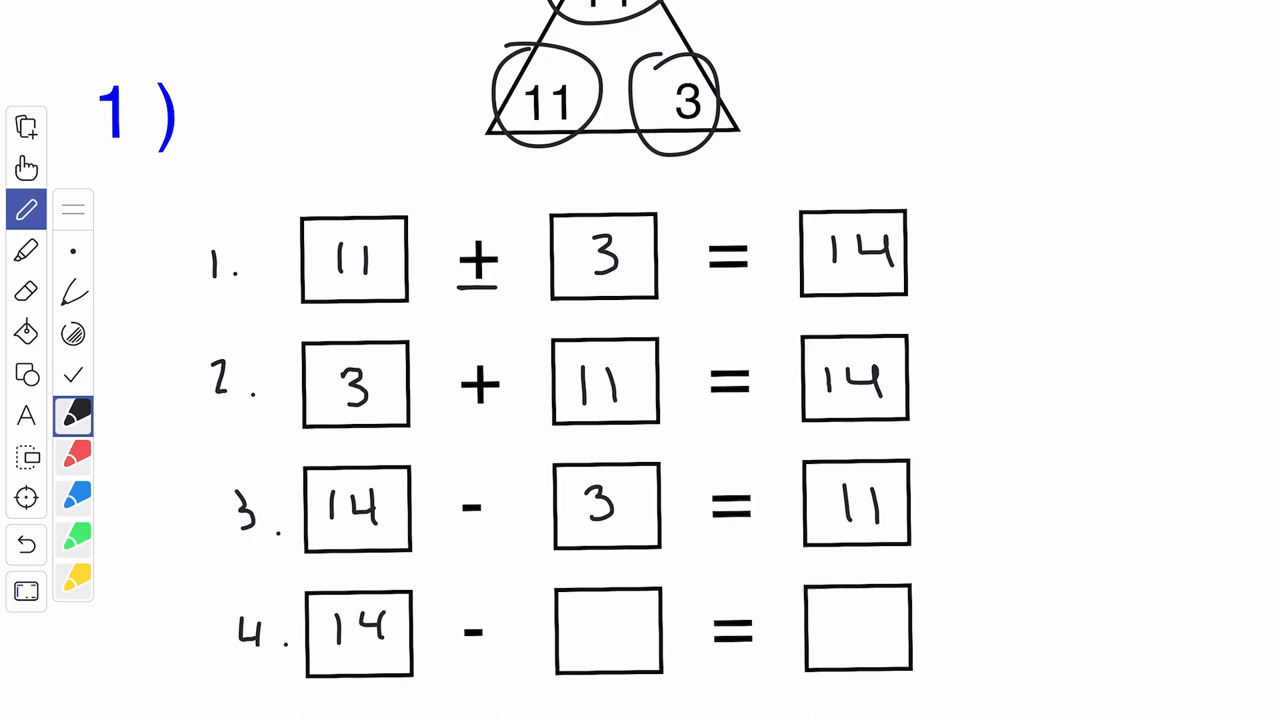 11 3
1)
1. 11 + 3 = 14
2. 3 + 11 = 14
3. 14 - 3 = 11
4. 14 - =
A